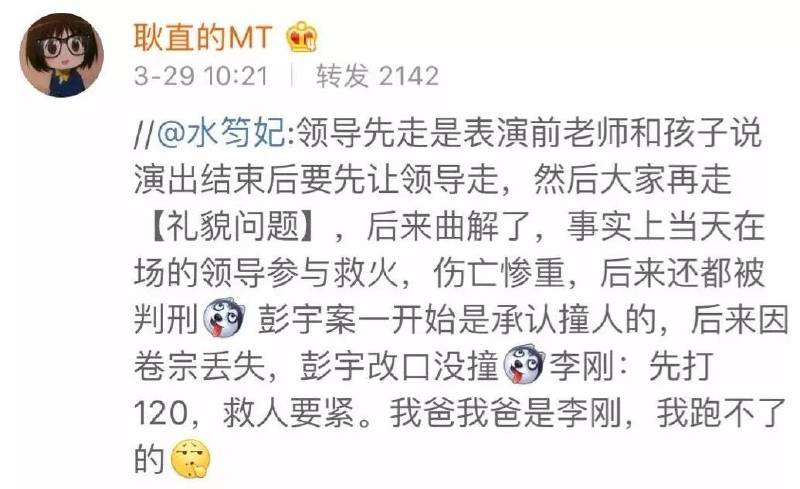 耿直的MT
3-29 10:21 | 转发 2142
//@水笉妃:领导先走是表演前老师和孩子说
演出结束后要先让领导走，然后大家再走
【礼貌问题】，后来曲解了，事实上当天在
场的领导参与救火，伤亡惨重，后来还都被
判刑 彭宇案一开始是承认撞人的，后来因
卷宗丢失，彭宇改口没撞 李刚：先打
120，救人要紧。我爸我爸是李刚，我跑不了
的